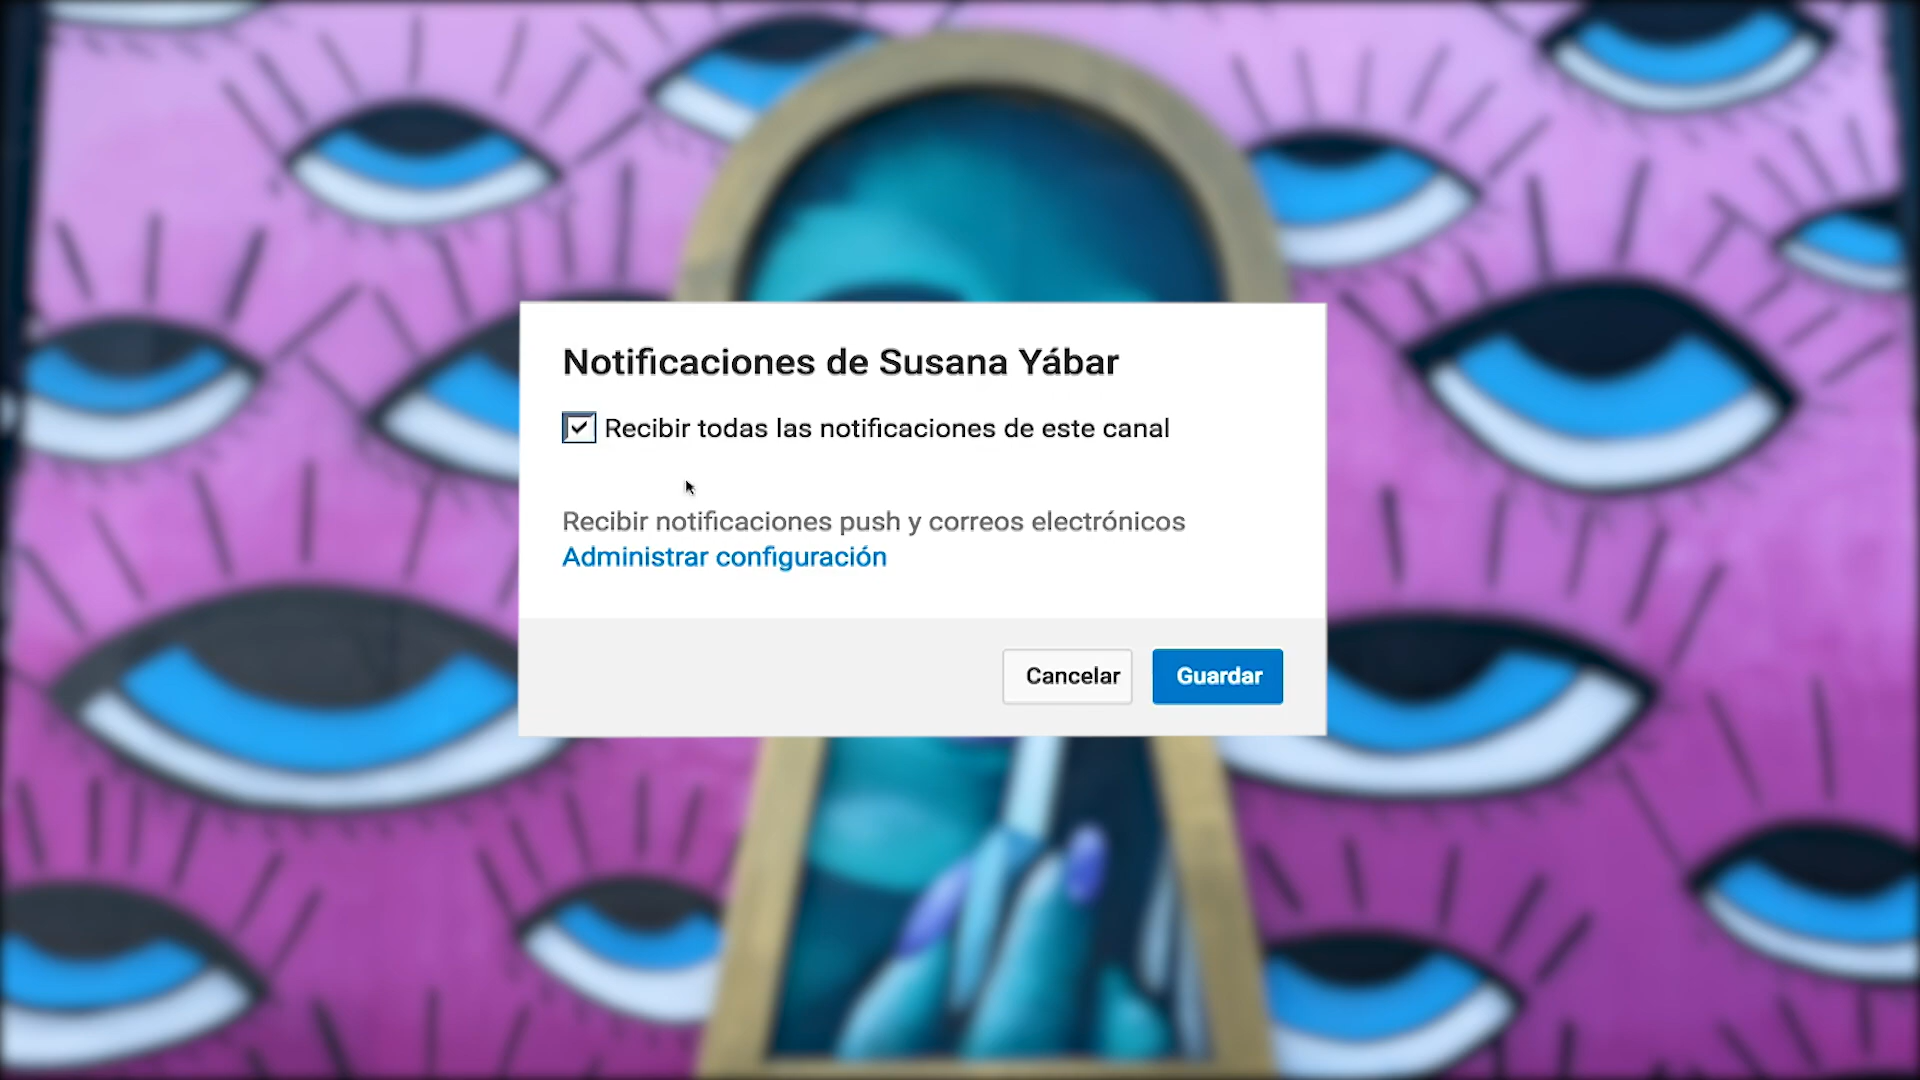 Notificaciones de Susana Yábar
Recibir todas las notificaciones de este canal
Recibir notificaciones push y correos electrónicos
Administrar configuración
Cancelar
Guardar